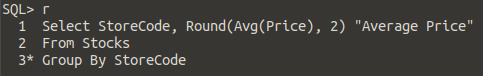 SQL> r
1 Select StoreCode, Round(Avg(Price), 2) "Average Price"
2 From Stocks
3* Group By StoreCode